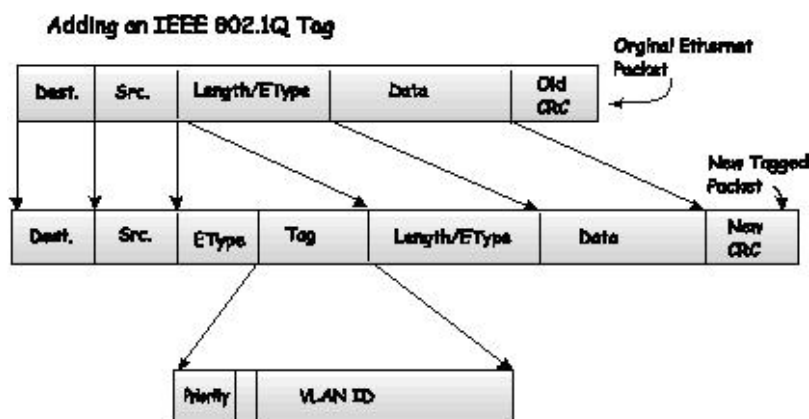 Adding an IEEE 802.1Q Tag
Orginal Ethernet
Packet
Dest. Src. Length/EType Data Old
CRC
New Tagged
Packet
Dest. Src. EType Tag Length/EType Data New
CRC
Priority VLAN ID